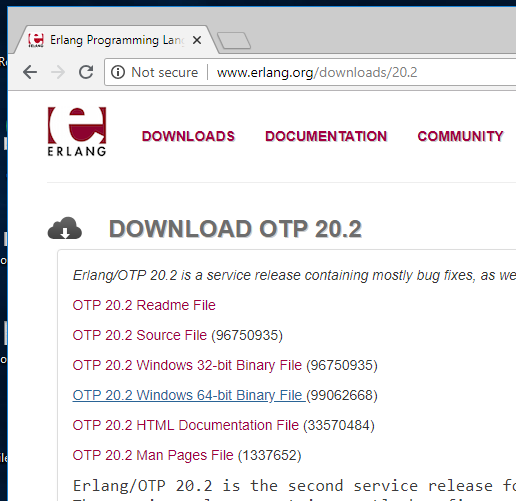 Erlang Programming Lan
Not secure www.erlang.org/downloads/20.2
ERLANG
DOWNLOADS DOCUMENTATION COMMUNITY
DOWNLOAD OTP 20.2
Erlang/OTP 20.2 is a service release containing mostly bug fixes, as we
OTP 20.2 Readme File
OTP 20.2 Source File (96750935)
OTP 20.2 Windows 32-bit Binary File (96750935)
OTP 20.2 Windows 64-bit Binary File (99062668)
OTP 20.2 HTML Documentation File (33570484)
OTP 20.2 Man Pages File (1337652)
Erlang/OTP 20.2 is the second service release fo